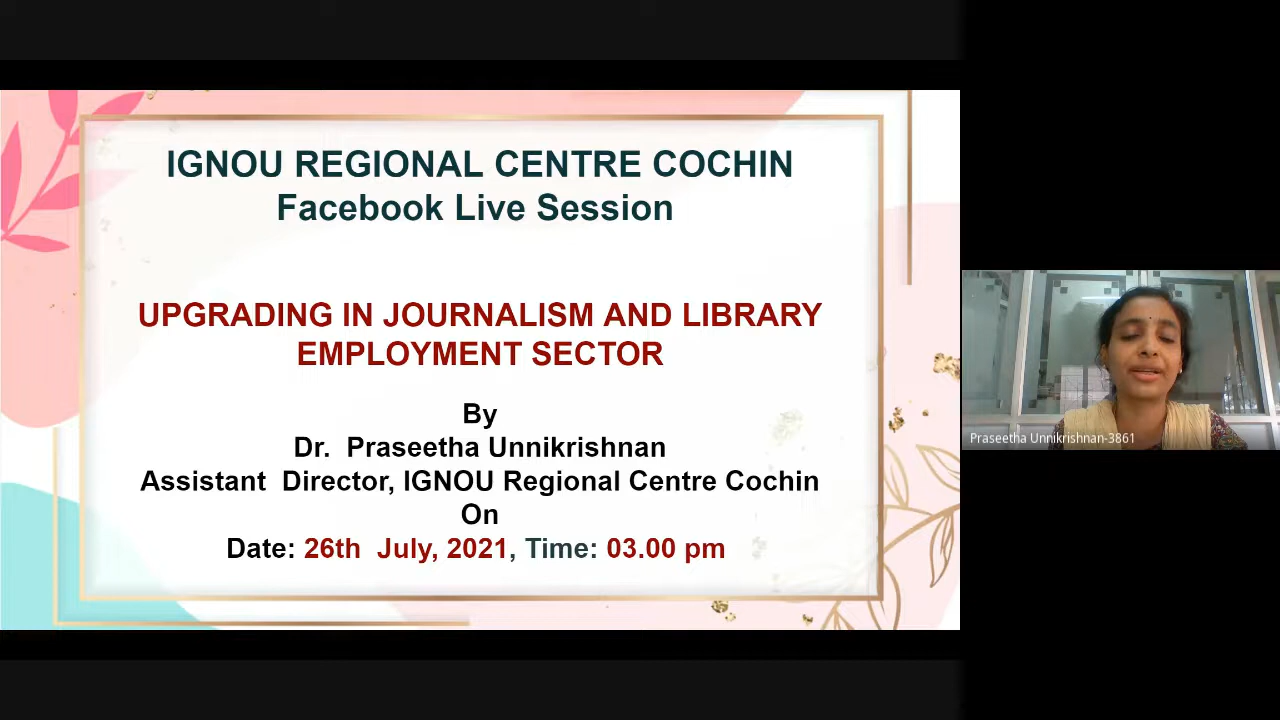 IGNOU REGIONAL CENTRE COCHIN
Facebook Live Session
UPGRADING IN JOURNALISM AND LIBRARY
EMPLOYMENT SECTOR
By
Dr. Praseetha Unnikrishnan
Assistant Director, IGNOU Regional Centre Cochin
On
Date: 26th July, 2021, Time: 03.00 pm
Praseetha Unnikrishnan-3861